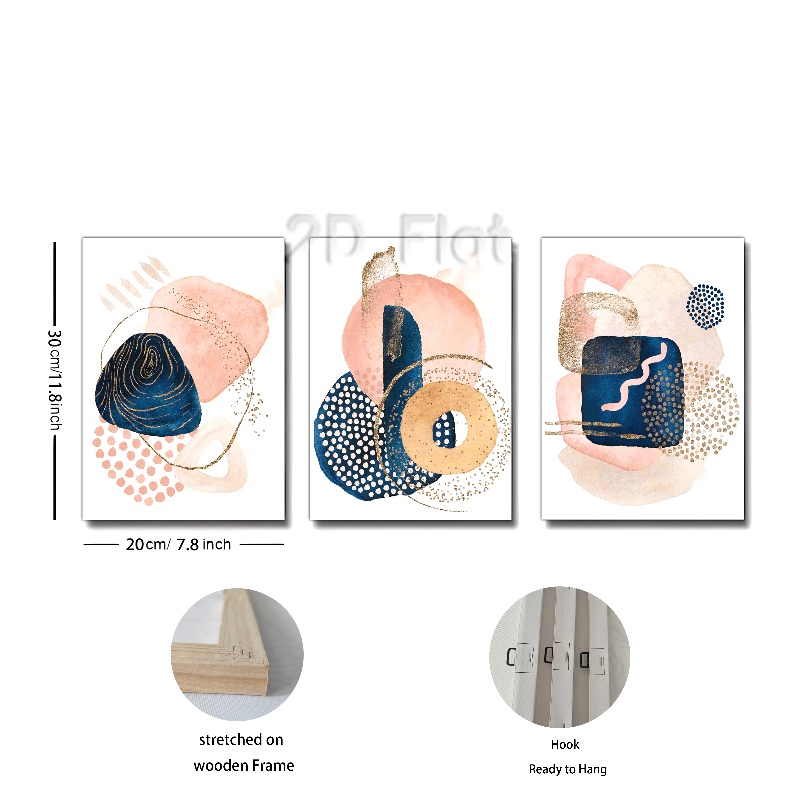 2D Flat
30cm/11.8inch
20cm/ 7.8 inch
stretched on
wooden Frame
Hook
Ready to Hang